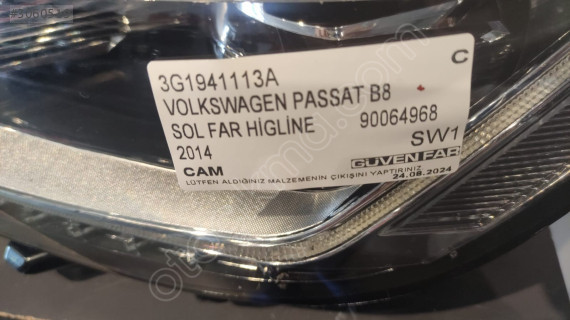 C
3G1941113A
VOLKSWAGEN PASSAT B8
SOL FAR HİGLİNE 90064968
2014 SW1
CAM GÜVEN FAR
LÜTFEN ALDIĞINIZ MALZEMENİN ÇIKIŞINI YAPTIRINIZ 24.08.2024